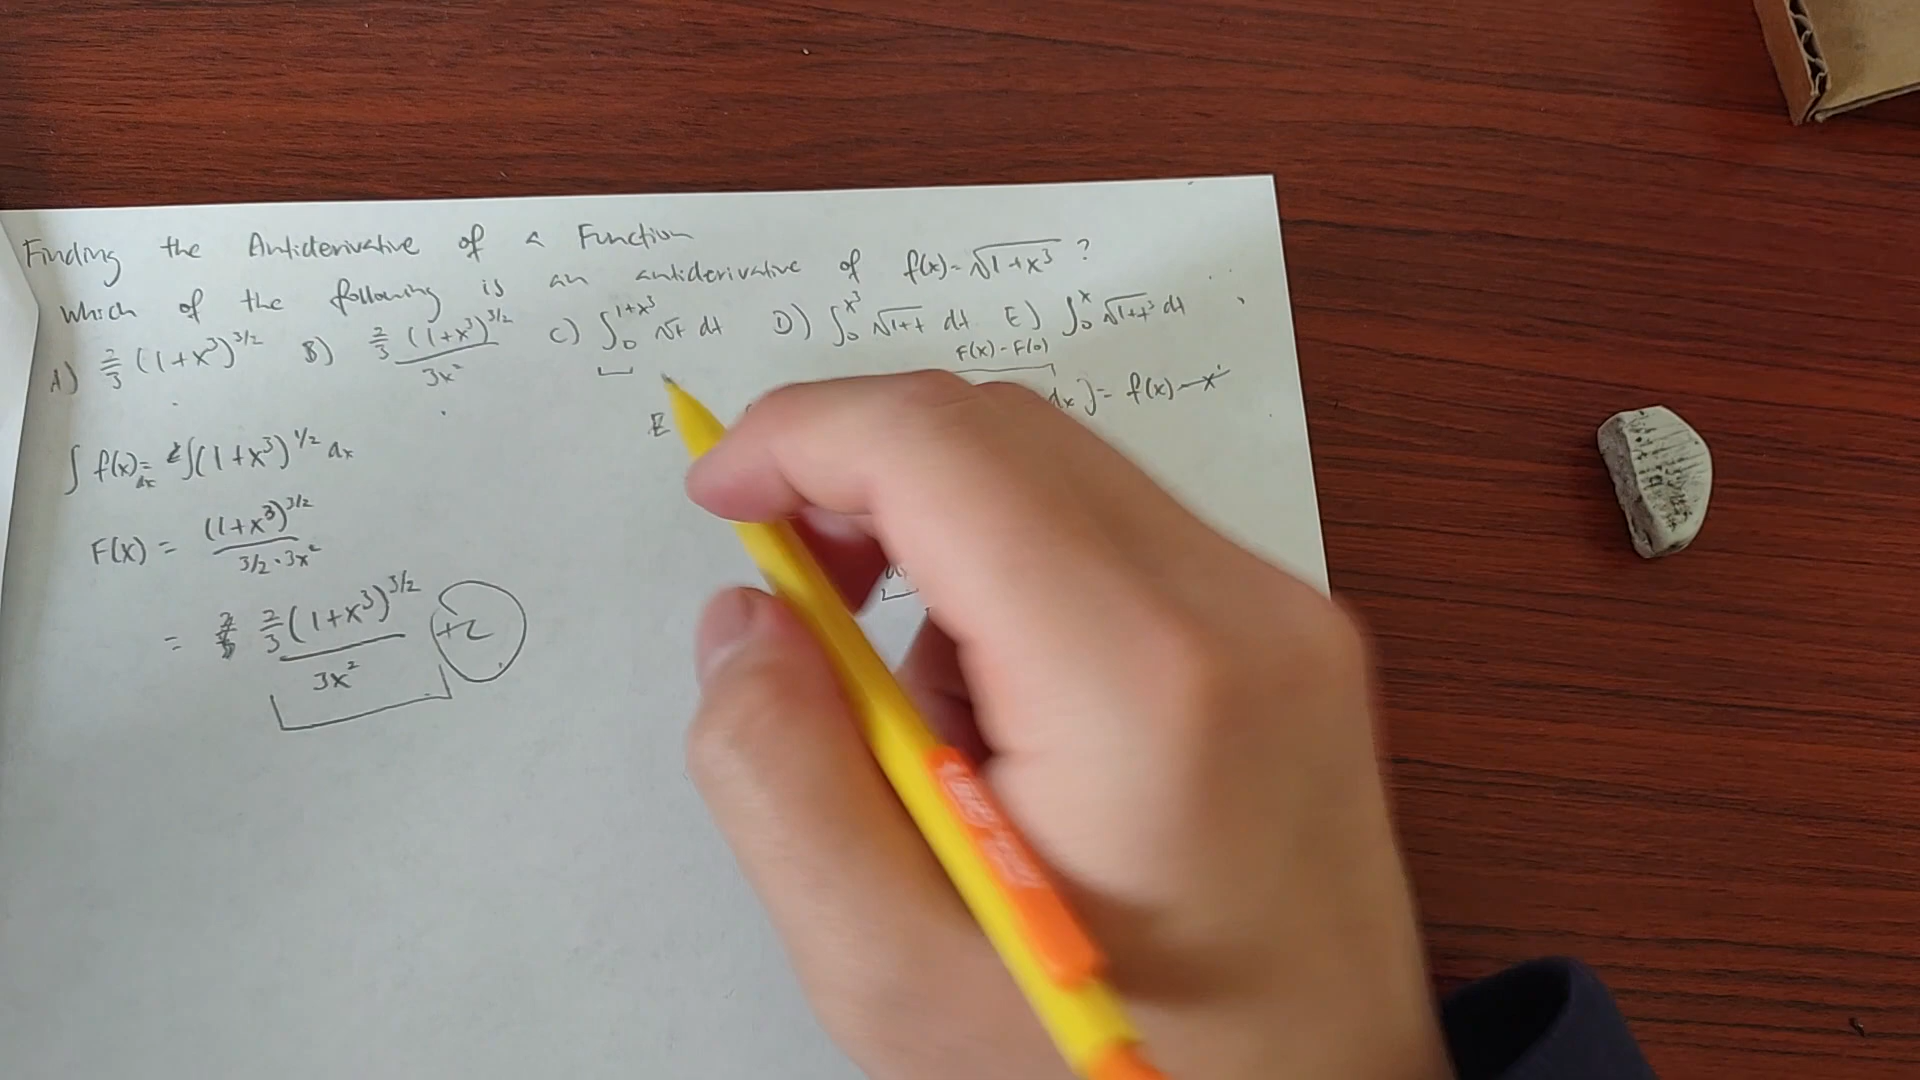 Finding the Antiderivative of a Function
Which of the following is an antiderivative of f(x)=√(1+x³)?
A) 2/3 (1+x³)^(3/2) B) 2/3 (1+x³)^(3/2) / 3x² C) ∫₀^(1+x³) √t dt D) ∫₀^(x³) √(1+t) dt E) ∫₀^x √(1+t³) dt
F(x)-F(0)
E
dx]= f(x)
∫ f(x) dx = ∫(1+x³)^(1/2) dx
F(x) = (1+x³)^(3/2) / 3/2·3x²
= 2/3 (1+x³)^(3/2) / 3x²